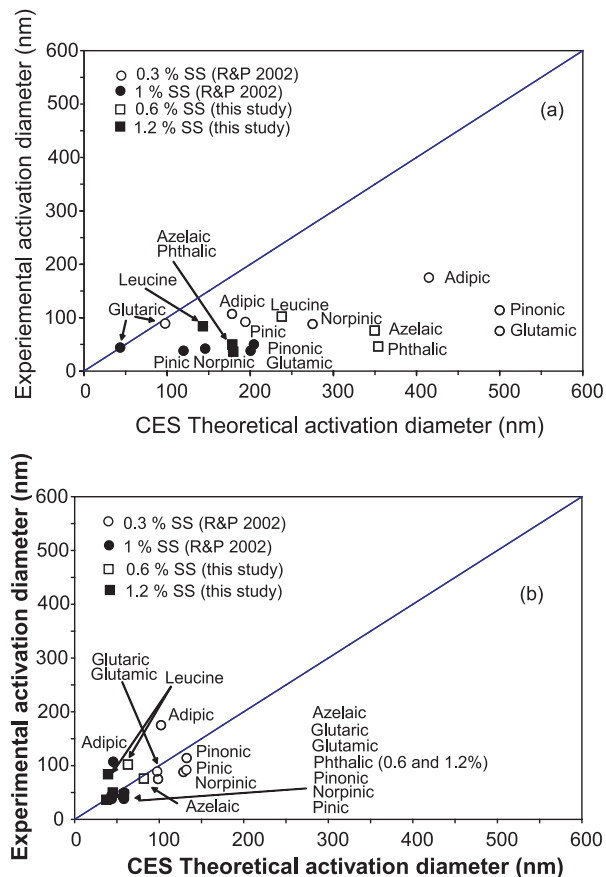 600
500
400
300
200
100
0
Experiemental activation diameter (nm)
0.3 % SS (R&P 2002)
1 % SS (R&P 2002)
0.6 % SS (this study)
1.2 % SS (this study)
(a)
Azelaic
Phthalic
Leucine
Glutaric
Adipic
Leucine
Adipic
Pinic
Norpinic
Pinonic
Azelaic
Glutamic
Phthalic
Pinic
Norpinic
Pinonic
Glutamic
0 100 200 300 400 500 600
CES Theoretical activation diameter (nm)
600
500
400
300
200
100
0
Experimental activation diameter (nm)
0.3 % SS (R&P 2002)
1 % SS (R&P 2002)
0.6 % SS (this study)
1.2 % SS (this study)
(b)
Glutaric
Glutamic
Leucine
Adipic
Adipic
Pinonic
Pinic
Norpinic
Azelaic
Azelaic
Glutaric
Glutamic
Phthalic (0.6 and 1.2%)
Pinonic
Norpinic
Pinic
0 100 200 300 400 500 600
CES Theoretical activation diameter (nm)